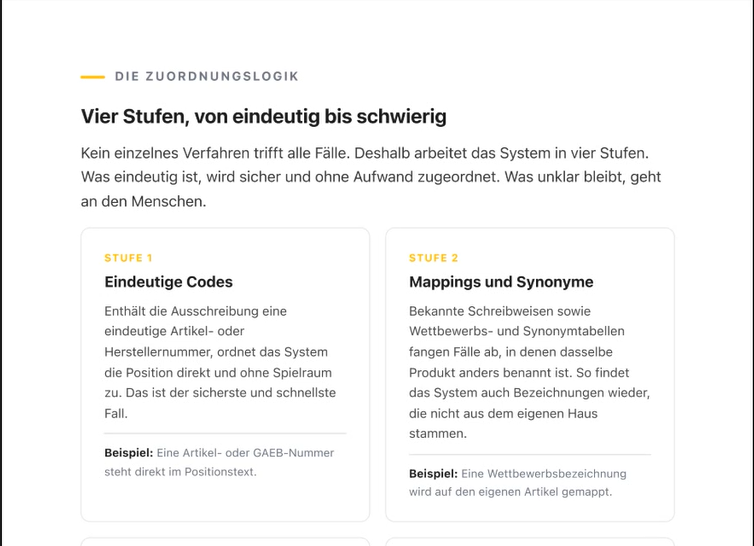 DIE ZUORDNUNGSLOGIK
Vier Stufen, von eindeutig bis schwierig
Kein einzelnes Verfahren trifft alle Fälle. Deshalb arbeitet das System in vier Stufen.
Was eindeutig ist, wird sicher und ohne Aufwand zugeordnet. Was unklar bleibt, geht
an den Menschen.
STUFE 1
Eindeutige Codes
Enthält die Ausschreibung eine
eindeutige Artikel- oder
Herstellernummer, ordnet das System
die Position direkt und ohne Spielraum
zu. Das ist der sicherste und schnellste
Fall.
Beispiel: Eine Artikel- oder GAEB-Nummer
steht direkt im Positionstext.
STUFE 2
Mappings und Synonyme
Bekannte Schreibweisen sowie
Wettbewerbs- und Synonymtabellen
fangen Fälle ab, in denen dasselbe
Produkt anders benannt ist. So findet
das System auch Bezeichnungen wieder,
die nicht aus dem eigenen Haus
stammen.
Beispiel: Eine Wettbewerbsbezeichnung
wird auf den eigenen Artikel gemappt.